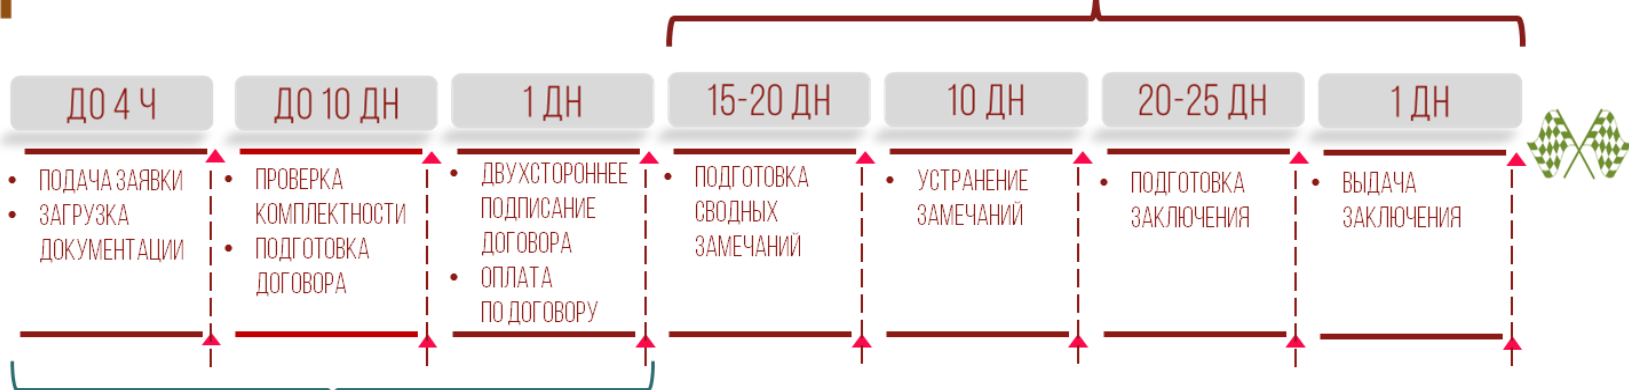 ДО 4 Ч
ДО 10 ДН
1 ДН
15-20 ДН
10 ДН
20-25 ДН
1 ДН
• ПОДАЧА ЗАЯВКИ
• ЗАГРУЗКА
ДОКУМЕНТАЦИИ
• ПРОВЕРКА
КОМПЛЕКТНОСТИ
• ПОДГОТОВКА
ДОГОВОРА
• ДВУХСТОРОННЕЕ
ПОДПИСАНИЕ
ДОГОВОРА
• ОПЛАТА
ПО ДОГОВОРУ
• ПОДГОТОВКА
СВОДНЫХ
ЗАМЕЧАНИЙ
• УСТРАНЕНИЕ
ЗАМЕЧАНИЙ
• ПОДГОТОВКА
ЗАКЛЮЧЕНИЯ
• ВЫДАЧА
ЗАКЛЮЧЕНИЯ